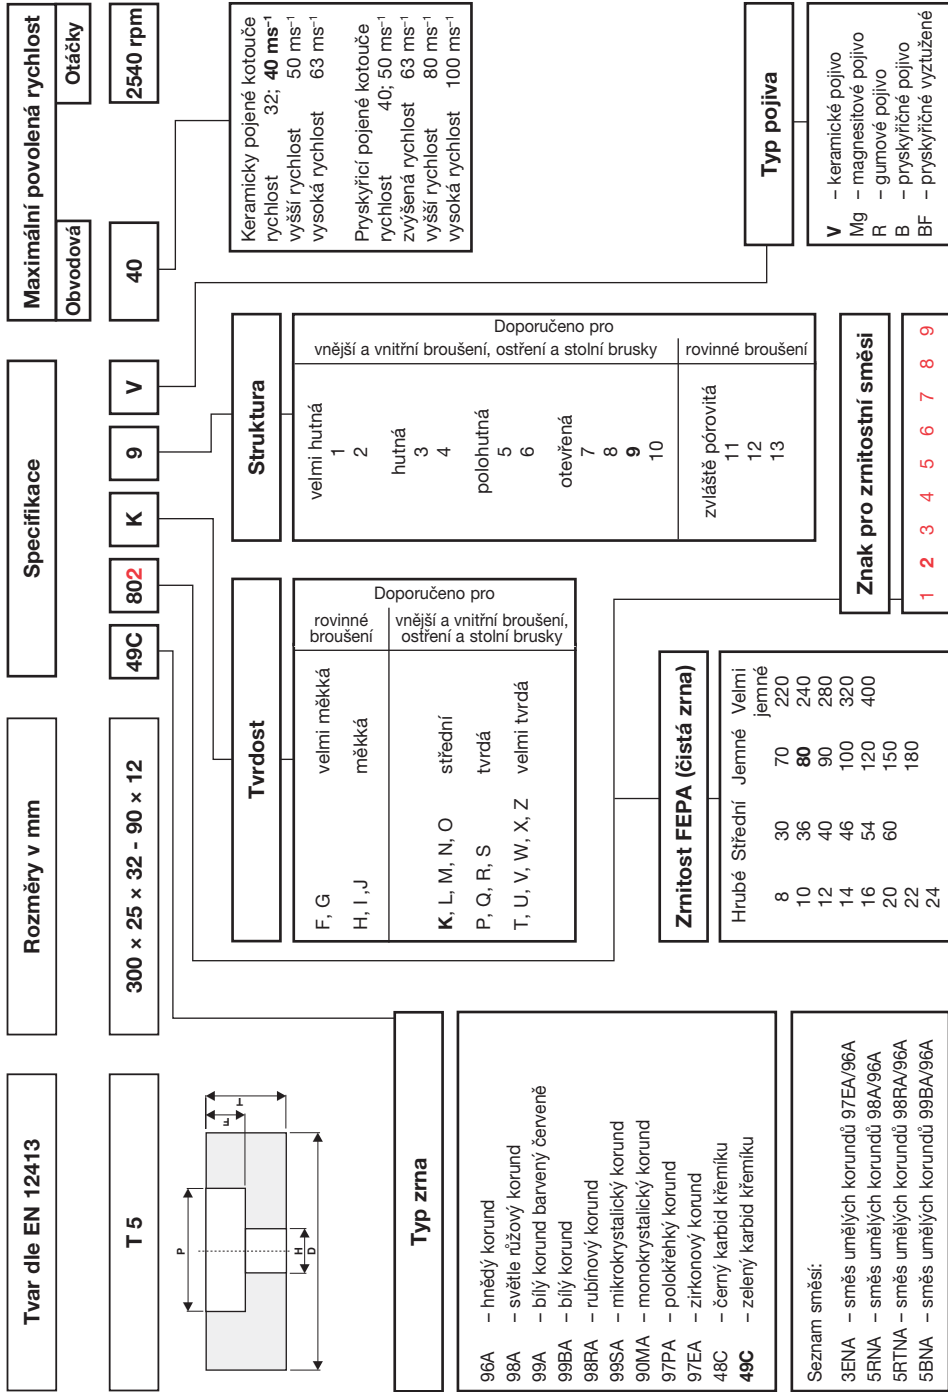 Tvar dle EN 12413
Rozměry v mm
Specifikace
Maximální povolená rychlost
Obvodová
Otáčky
T 5
300 × 25 × 32 - 90 × 12
49C
802
K
9
V
40
2540 rpm
P
F
T
H
D
Keramicky pojené kotouče
rychlost 32; 40 ms⁻¹
vyšší rychlost 50 ms⁻¹
vysoká rychlost 63 ms⁻¹
Pryskyřicí pojené kotouče
rychlost 40; 50 ms⁻¹
zvýšená rychlost 63 ms⁻¹
vyšší rychlost 80 ms⁻¹
vysoká rychlost 100 ms⁻¹
Typ zrna
96A – hnědý korund
98A – světle růžový korund
99A – bílý korund barvený červeně
99BA – bílý korund
98RA – rubínový korund
99SA – mikrokrystalický korund
90MA – monokrystalický korund
97PA – polokřehký korund
97EA – zirkonový korund
48C – černý karbid křemíku
49C – zelený karbid křemíku
Seznam směsí:
3ENA – směs umělých korundů 97EA/96A
5RNA – směs umělých korundů 98A/96A
5RTNA – směs umělých korundů 98RA/96A
5BNA – směs umělých korundů 99BA/96A
Tvrdost
Doporučeno pro
F, G velmi měkká
H, I ,J měkká
rovinné
broušení
K, L, M, N, O střední
P, Q, R, S tvrdá
T, U, V, W, X, Z velmi tvrdá
vnější a vnitřní broušení,
ostření a stolní brusky
Zrnitost FEPA (čistá zrna)
Hrubé Střední Jemné Velmi
jemné
8 30 70 220
10 36 80 240
12 40 90 280
14 46 100 320
16 54 120 400
20 60 150
22 180
24
Struktura
Doporučeno pro
vnější a vnitřní broušení, ostření a stolní brusky
rovinné broušení
velmi hutná
1
2
hutná
3
4
polohutná
5
6
otevřená
7
8
9
10
zvláště pórovitá
11
12
13
Znak pro zrnitostní směsi
1 2 3 4 5 6 7 8 9
Typ pojiva
V – keramické pojivo
Mg – magnesitové pojivo
R – gumové pojivo
B – pryskyřičné pojivo
BF – pryskyřičné vyztužené